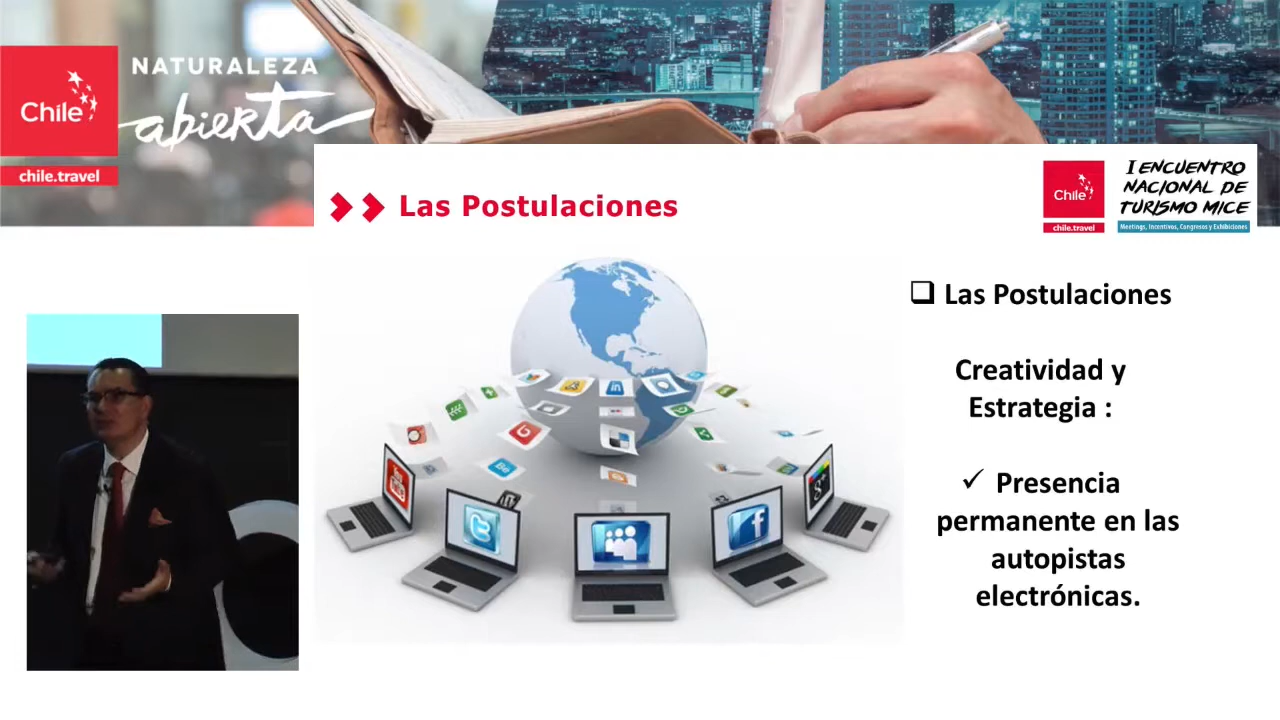 NATURALEZA
abierta
Chile
chile.travel
Las Postulaciones
Chile
chile.travel
I ENCUENTRO
NACIONAL DE
TURISMO MICE
Meetings, Incentivos, Congresos y Exhibiciones
Las Postulaciones
Creatividad y
Estrategia :
Presencia
permanente en las
autopistas
electrónicas.